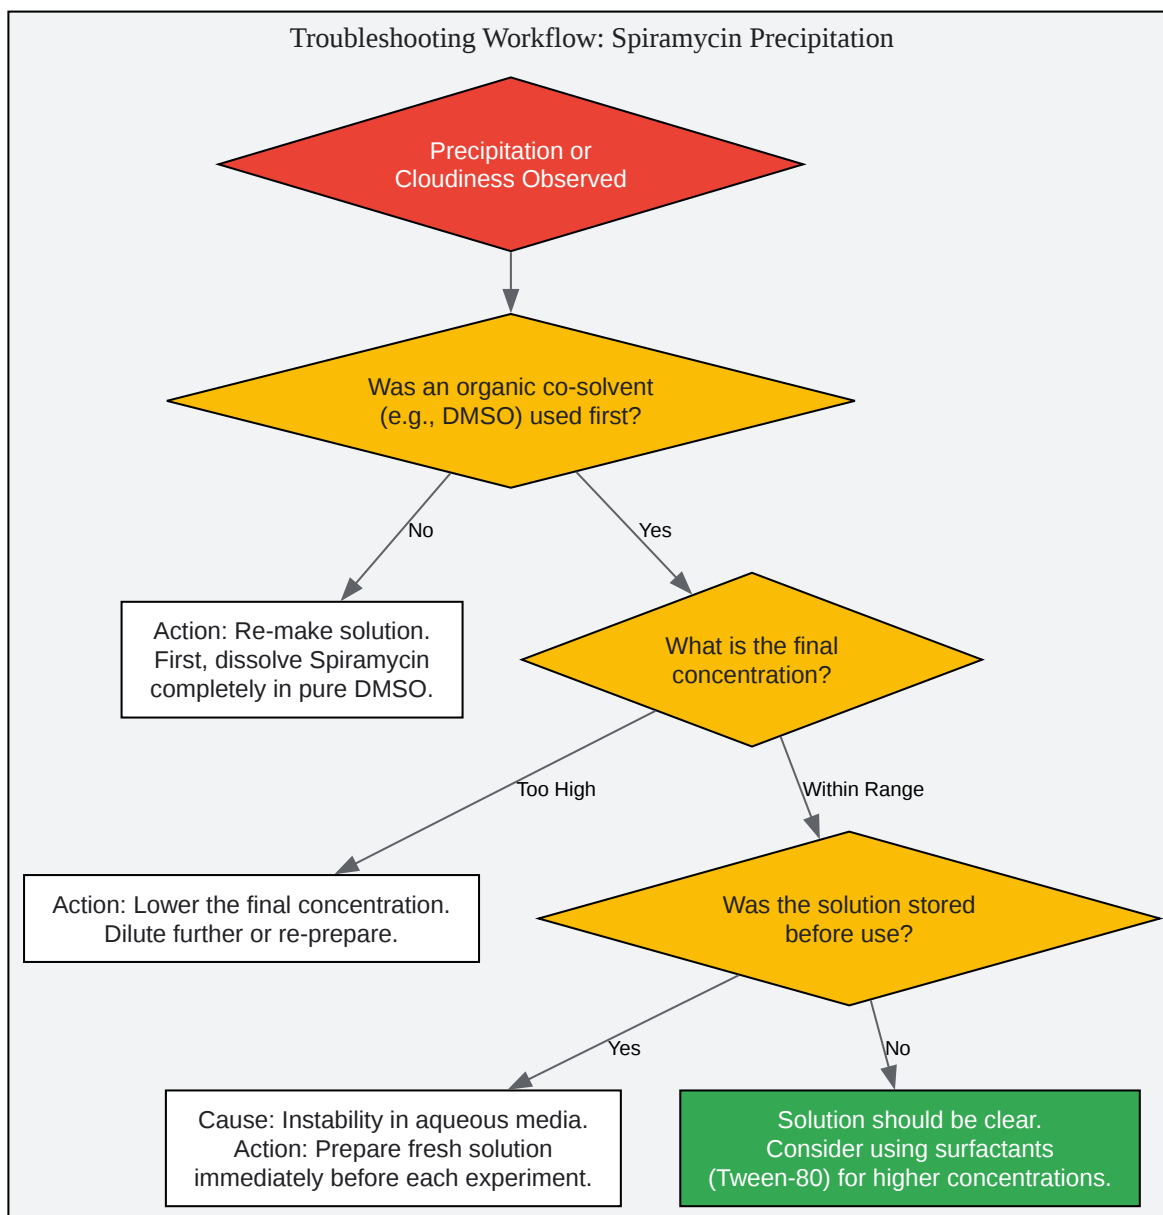 Troubleshooting Workflow: Spiramycin Precipitation
Precipitation or
Cloudiness Observed
Was an organic co-solvent
(e.g., DMSO) used first?
No
Yes
Action: Re-make solution.
First, dissolve Spiramycin
completely in pure DMSO.
What is the final
concentration?
Too High
Within Range
Action: Lower the final concentration.
Dilute further or re-prepare.
Was the solution stored
before use?
Yes
No
Cause: Instability in aqueous media.
Action: Prepare fresh solution
immediately before each experiment.
Solution should be clear.
Consider using surfactants
(Tween-80) for higher concentrations.